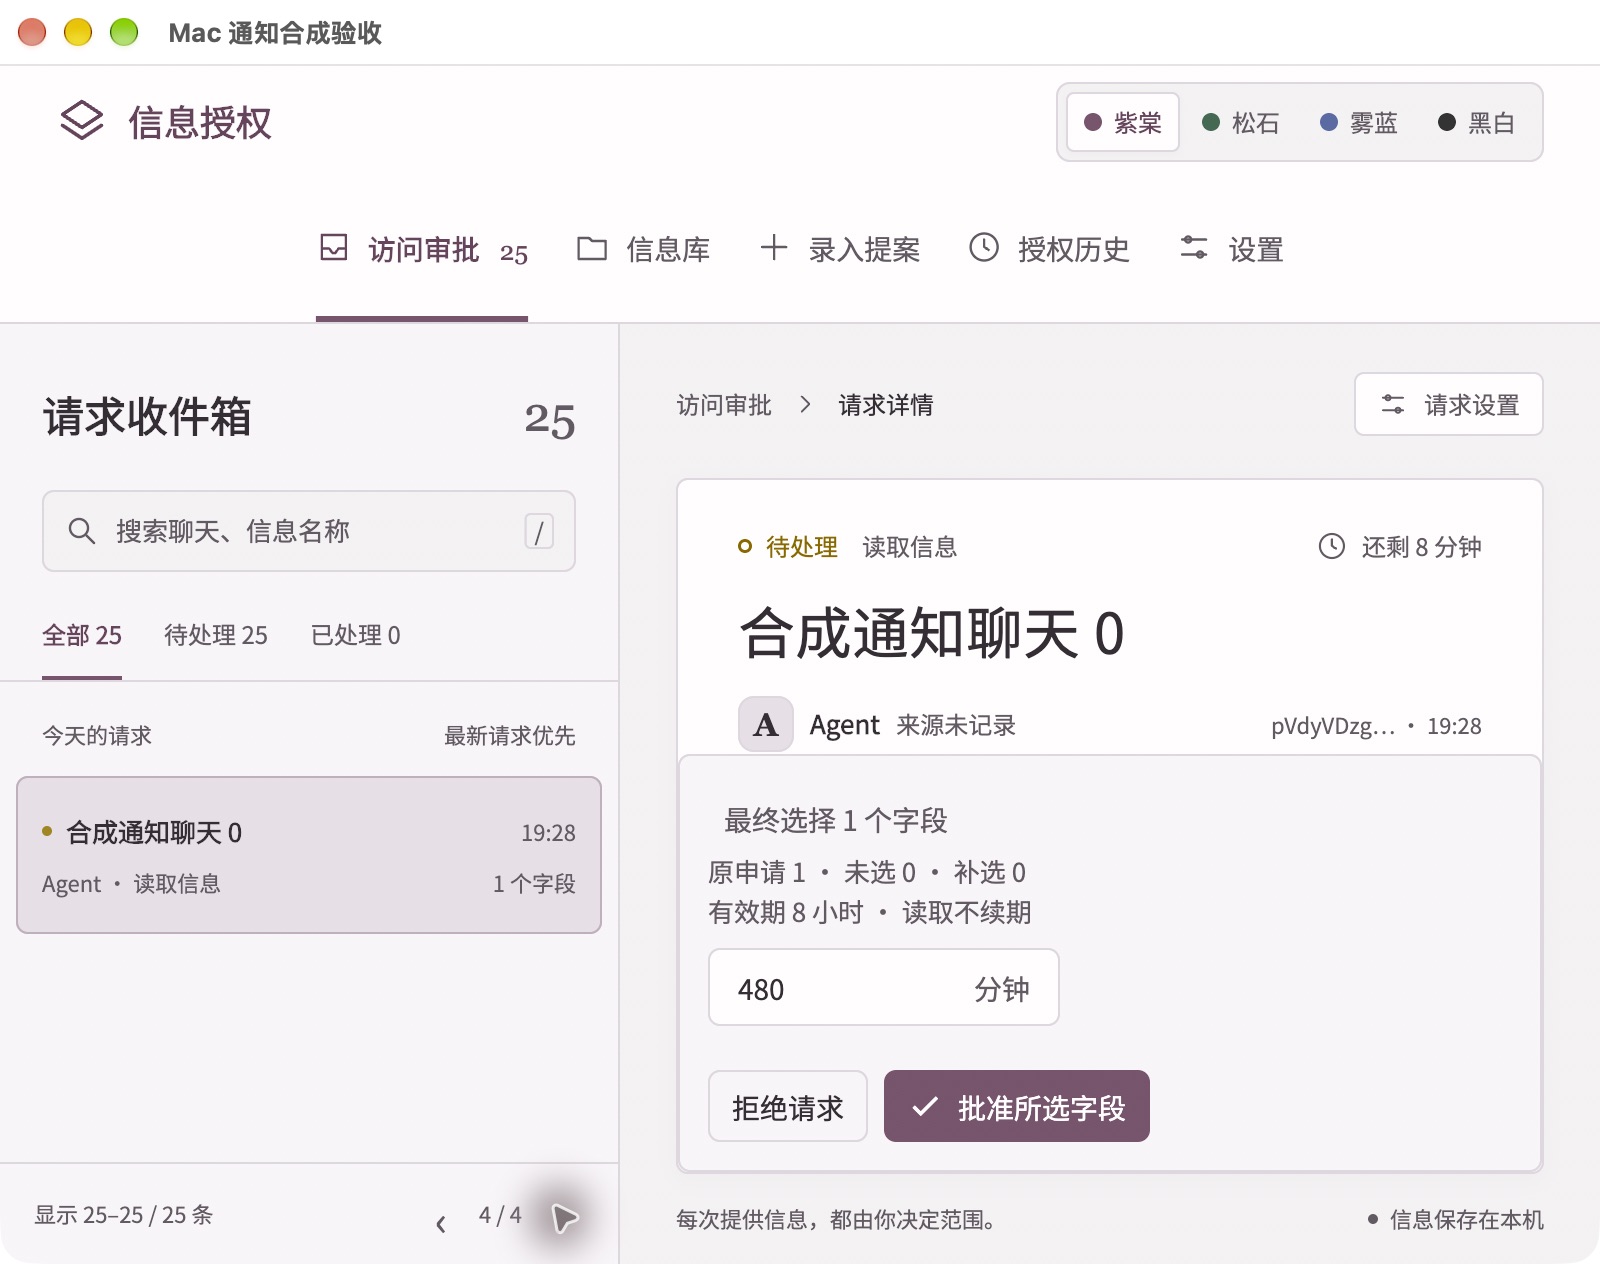 Mac 通知合成验收
信息授权
紫棠 松石 雾蓝 黑白
访问审批 25 信息库 录入提案 授权历史 设置
请求收件箱 25
搜索聊天、信息名称 /
全部 25 待处理 25 已处理 0
今天的请求 最新请求优先
合成通知聊天 0 19:28
Agent · 读取信息 1 个字段
显示 25–25 / 25 条 ‹ 4 / 4
访问审批 > 请求详情 请求设置
待处理 读取信息 还剩 8 分钟
合成通知聊天 0
A Agent 来源未记录 pVdyVDzg… · 19:28
最终选择 1 个字段
原申请 1 · 未选 0 · 补选 0
有效期 8 小时 · 读取不续期
480 分钟
拒绝请求 批准所选字段
每次提供信息，都由你决定范围。 信息保存在本机